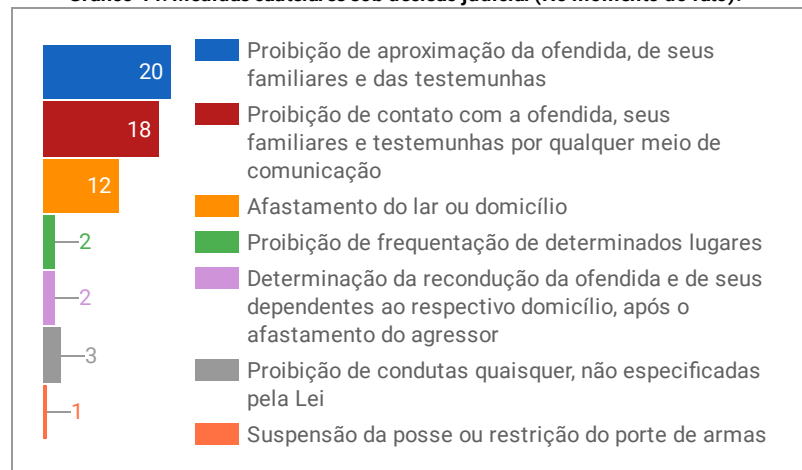 20
18
12
2
2
3
1
Proibição de aproximação da ofendida, de seus
familiares e das testemunhas
Proibição de contato com a ofendida, seus
familiares e testemunhas por qualquer meio de
comunicação
Afastamento do lar ou domicílio
Proibição de frequentação de determinados lugares
Determinação da recondução da ofendida e de seus
dependentes ao respectivo domicílio, após o
afastamento do agressor
Proibição de condutas quaisquer, não especificadas
pela Lei
Suspensão da posse ou restrição do porte de armas